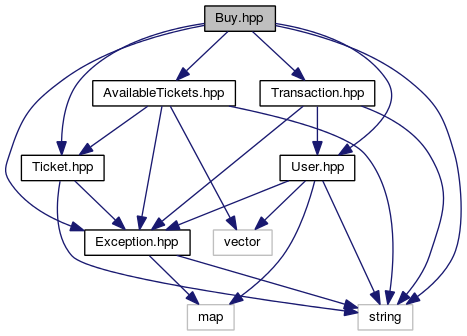 Buy.hpp
AvailableTickets.hpp
Transaction.hpp
Ticket.hpp
User.hpp
Exception.hpp
vector
map
string